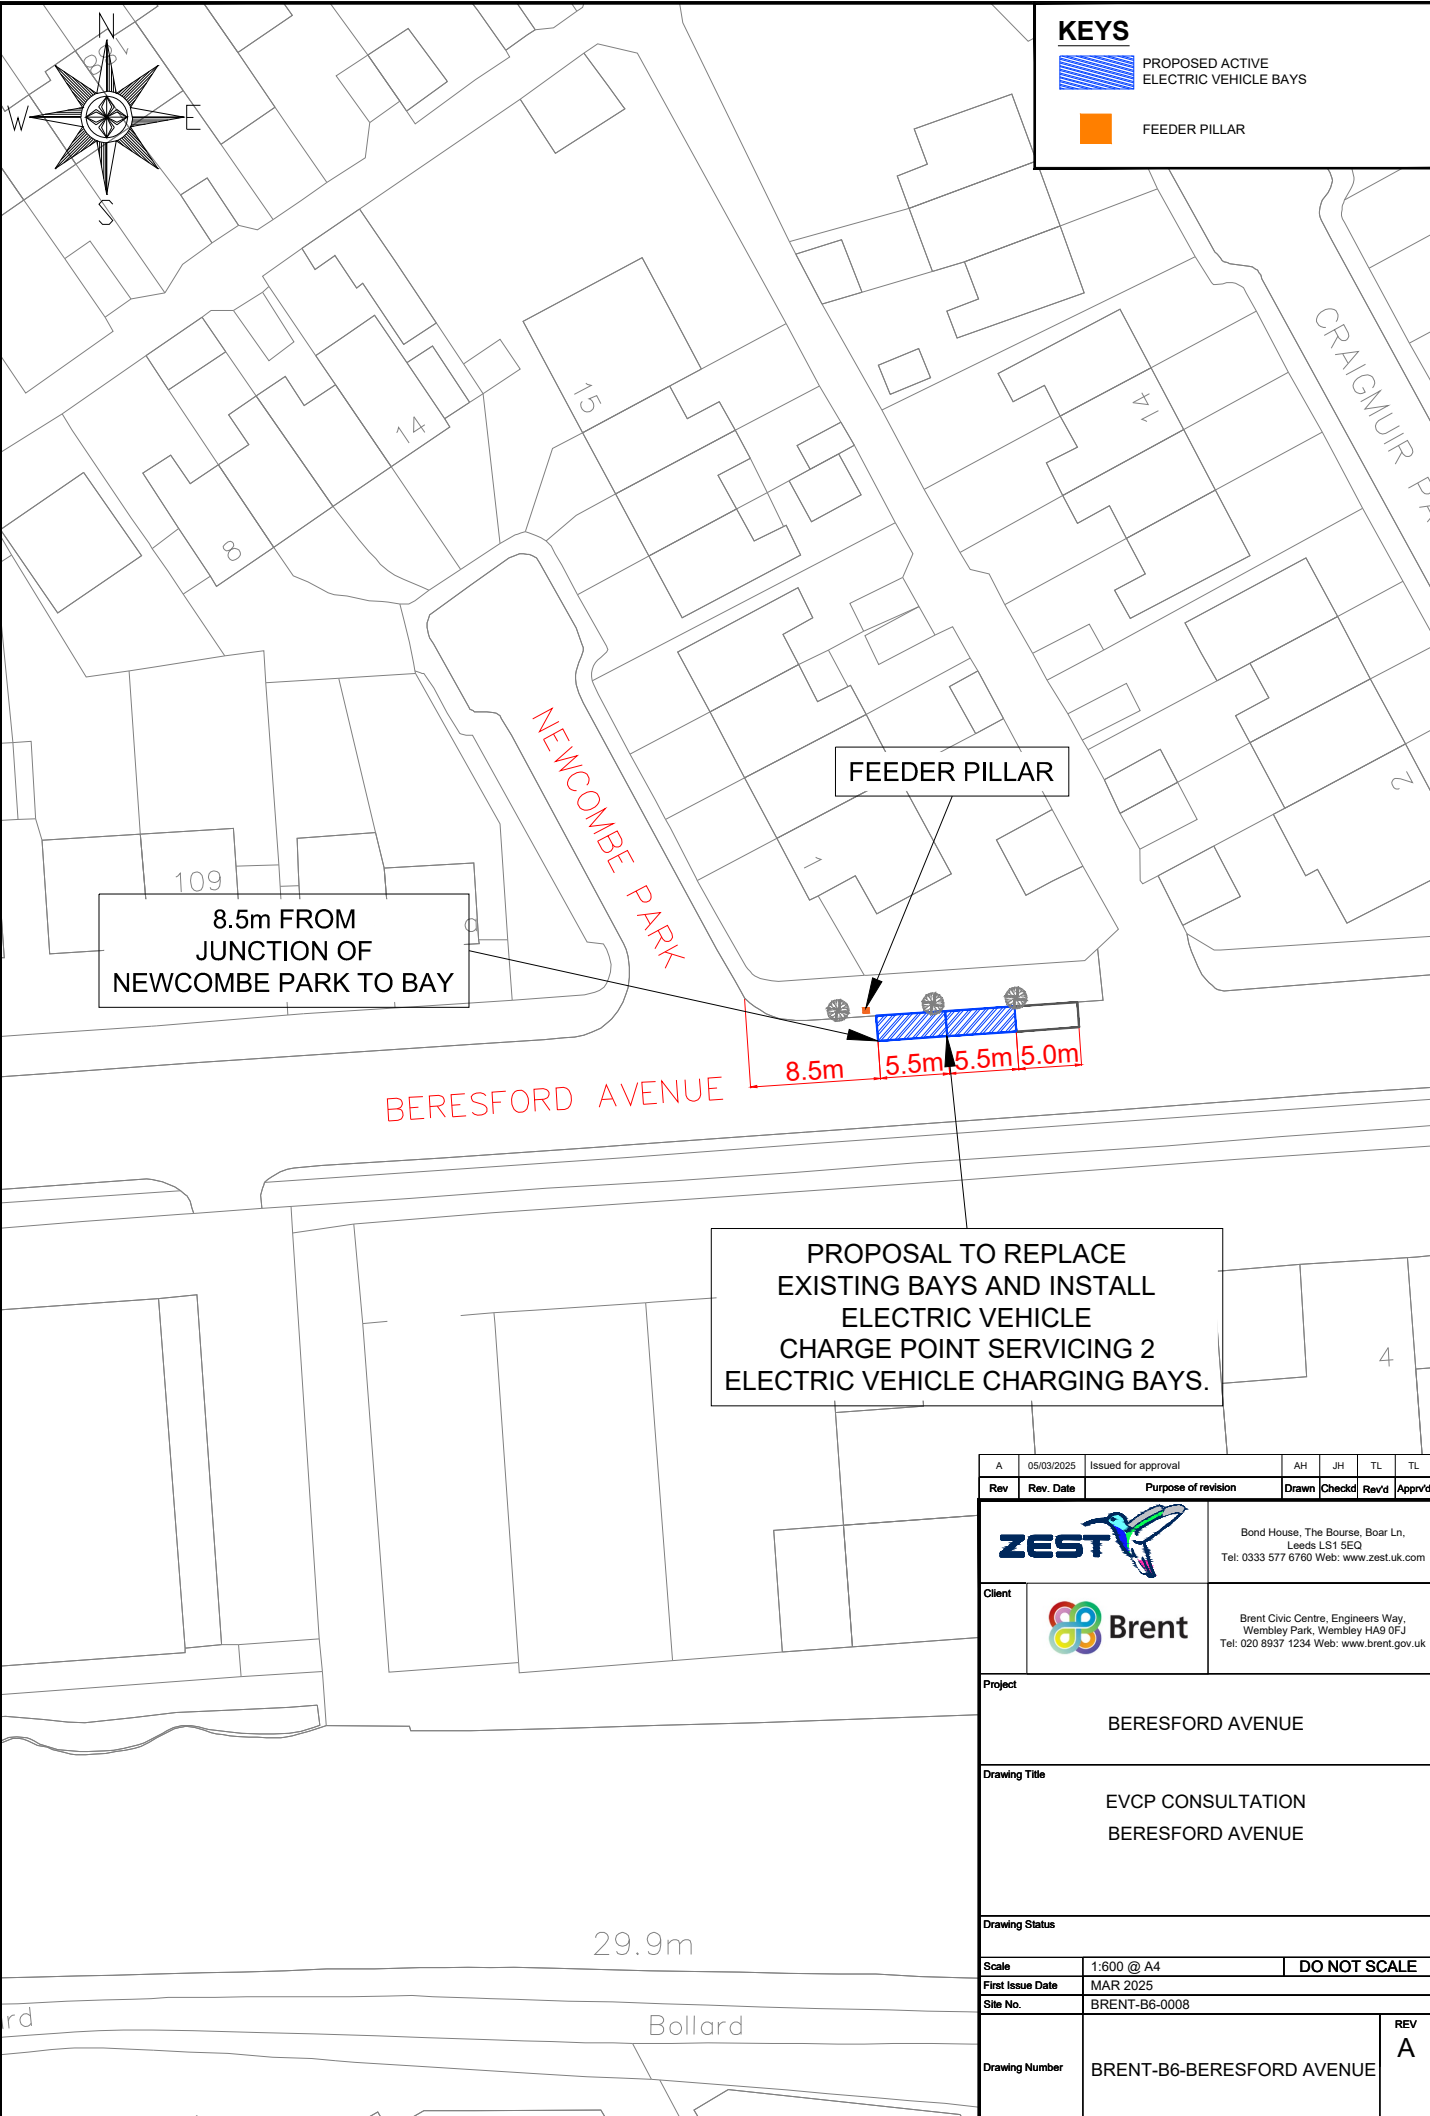 N
W
E
S
188
KEYS
PROPOSED ACTIVE
ELECTRIC VEHICLE BAYS
FEEDER PILLAR
CRAIGMUIR PA
15
14
14
8
2
NEWCOMBE PARK
FEEDER PILLAR
1
109
8.5m FROM
JUNCTION OF
NEWCOMBE PARK TO BAY
8.5m
5.5m
5.5m
5.0m
BERESFORD AVENUE
PROPOSAL TO REPLACE
EXISTING BAYS AND INSTALL
ELECTRIC VEHICLE
CHARGE POINT SERVICING 2
ELECTRIC VEHICLE CHARGING BAYS.
4
A 05/03/2025 Issued for approval AH JH TL TL
Rev Rev. Date Purpose of revision Drawn Checkd Rev'd Apprv'd
ZEST
Bond House, The Bourse, Boar Ln,
Leeds LS1 5EQ
Tel: 0333 577 6760 Web: www.zest.uk.com
Client
Brent
Brent Civic Centre, Engineers Way,
Wembley Park, Wembley HA9 0FJ
Tel: 020 8937 1234 Web: www.brent.gov.uk
Project
BERESFORD AVENUE
Drawing Title
EVCP CONSULTATION
BERESFORD AVENUE
Drawing Status
Scale 1:600 @ A4 DO NOT SCALE
First Issue Date MAR 2025
Site No. BRENT-B6-0008
Drawing Number BRENT-B6-BERESFORD AVENUE
REV
A
29.9m
rd
Bollard